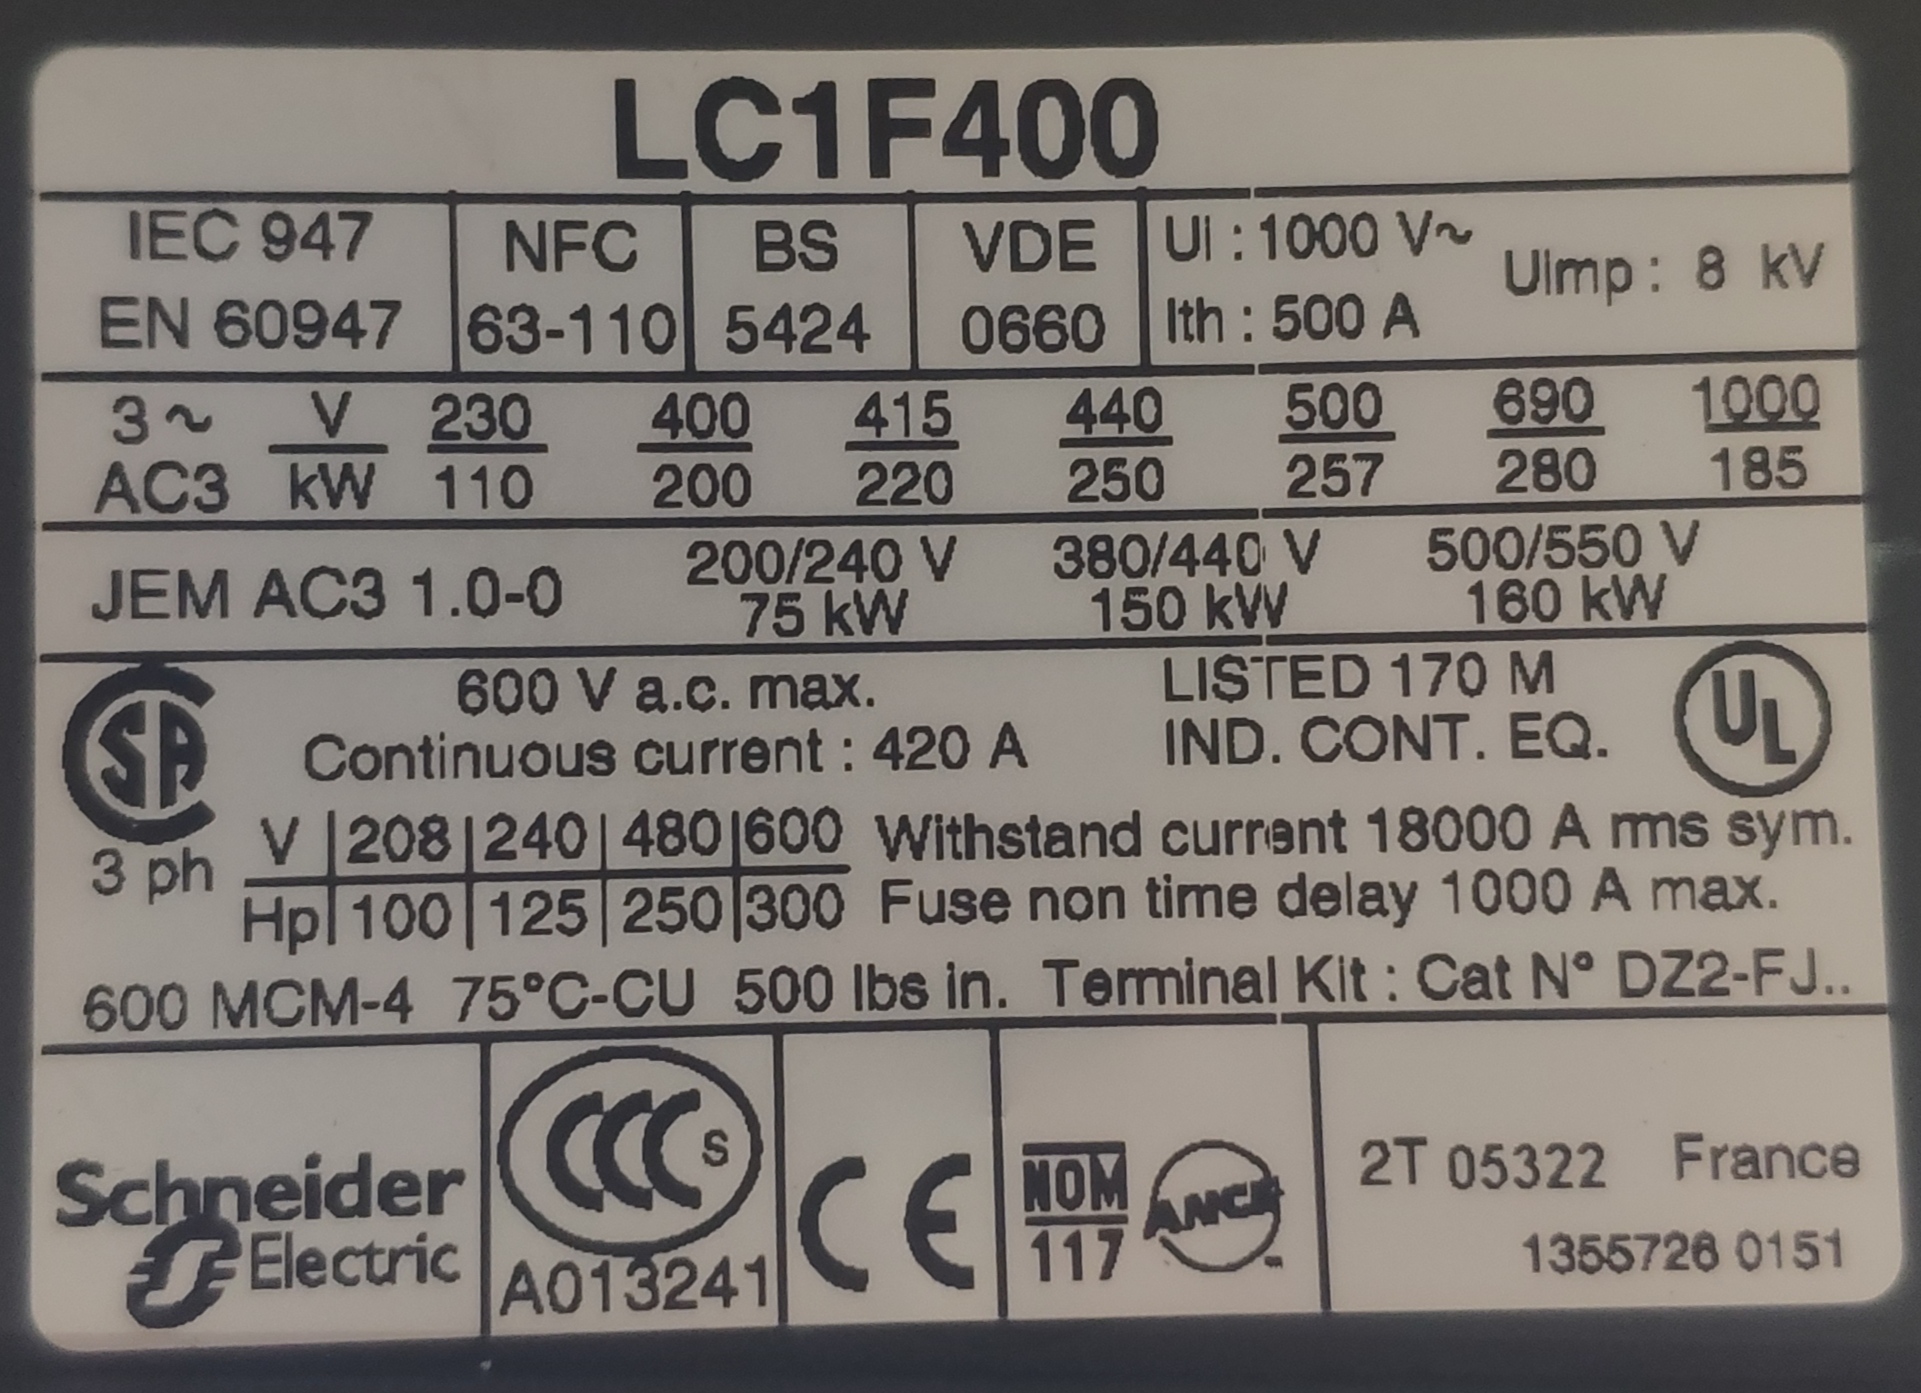 LC1F400
IEC 947
EN 60947
NFC
63-110
BS
5424
VDE
0660
Ui : 1000 V~
Ith : 500 A
Uimp : 8 kV
3 ~ V 230 400 415 440 500 690 1000
AC3 kW 110 200 220 250 257 280 185
JEM AC3 1.0-0
200/240 V 380/440 V 500/550 V
75 kW 150 kW 160 kW
SA
600 V a.c. max.
Continuous current : 420 A
LISTED 170 M
IND. CONT. EQ.
UL
3 ph
V 208 240 480 600
Hp 100 125 250 300
Withstand current 18000 A rms sym.
Fuse non time delay 1000 A max.
600 MCM-4 75°C-CU 500 lbs in. Terminal Kit : Cat N° DZ2-FJ..
Schneider
Electric
CCC S
A013241
CE
NOM
117
ANCE
2T 05322 France
1355726 0151